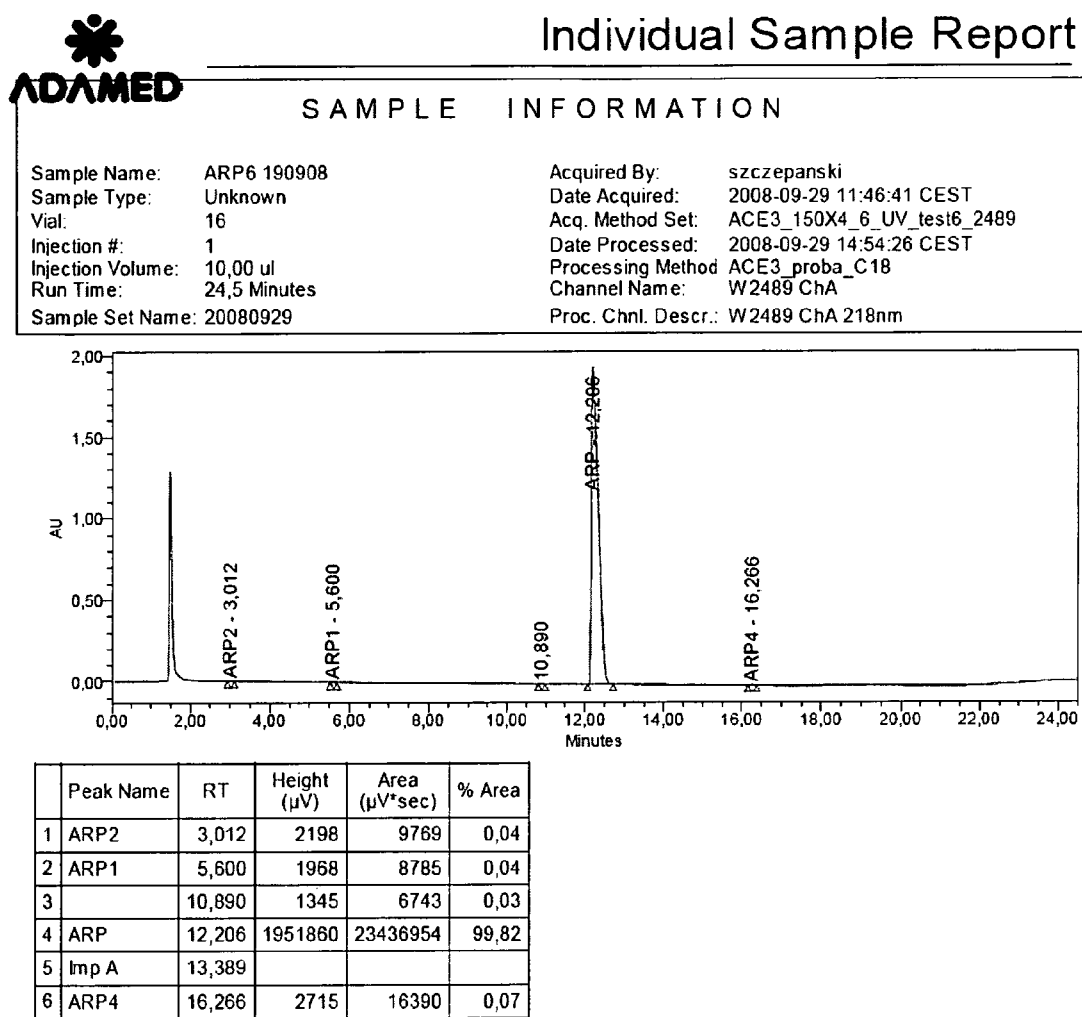 Individual Sample Report
ADAMED
SAMPLE INFORMATION
Sample Name: ARP6 190908
Sample Type: Unknown
Vial: 16
Injection #: 1
Injection Volume: 10,00 ul
Run Time: 24,5 Minutes
Sample Set Name: 20080929
Acquired By: szczepanski
Date Acquired: 2008-09-29 11:46:41 CEST
Acq. Method Set: ACE3_150X4_6_UV_test6_2489
Date Processed: 2008-09-29 14:54:26 CEST
Processing Method ACE3_proba_C18
Channel Name: W2489 ChA
Proc. Chnl. Descr.: W2489 ChA 218nm
2,00
1,50
1,00
0,50
0,00
AU
ARP2 - 3,012
ARP1 - 5,600
10,890
ARP - 12,206
ARP4 - 16,266
0,00 2,00 4,00 6,00 8,00 10,00 12,00 14,00 16,00 18,00 20,00 22,00 24,00
Minutes
Peak Name RT Height (µV) Area (µV*sec) % Area
1 ARP2 3,012 2198 9769 0,04
2 ARP1 5,600 1968 8785 0,04
3 10,890 1345 6743 0,03
4 ARP 12,206 1951860 23436954 99,82
5 Imp A 13,389
6 ARP4 16,266 2715 16390 0,07